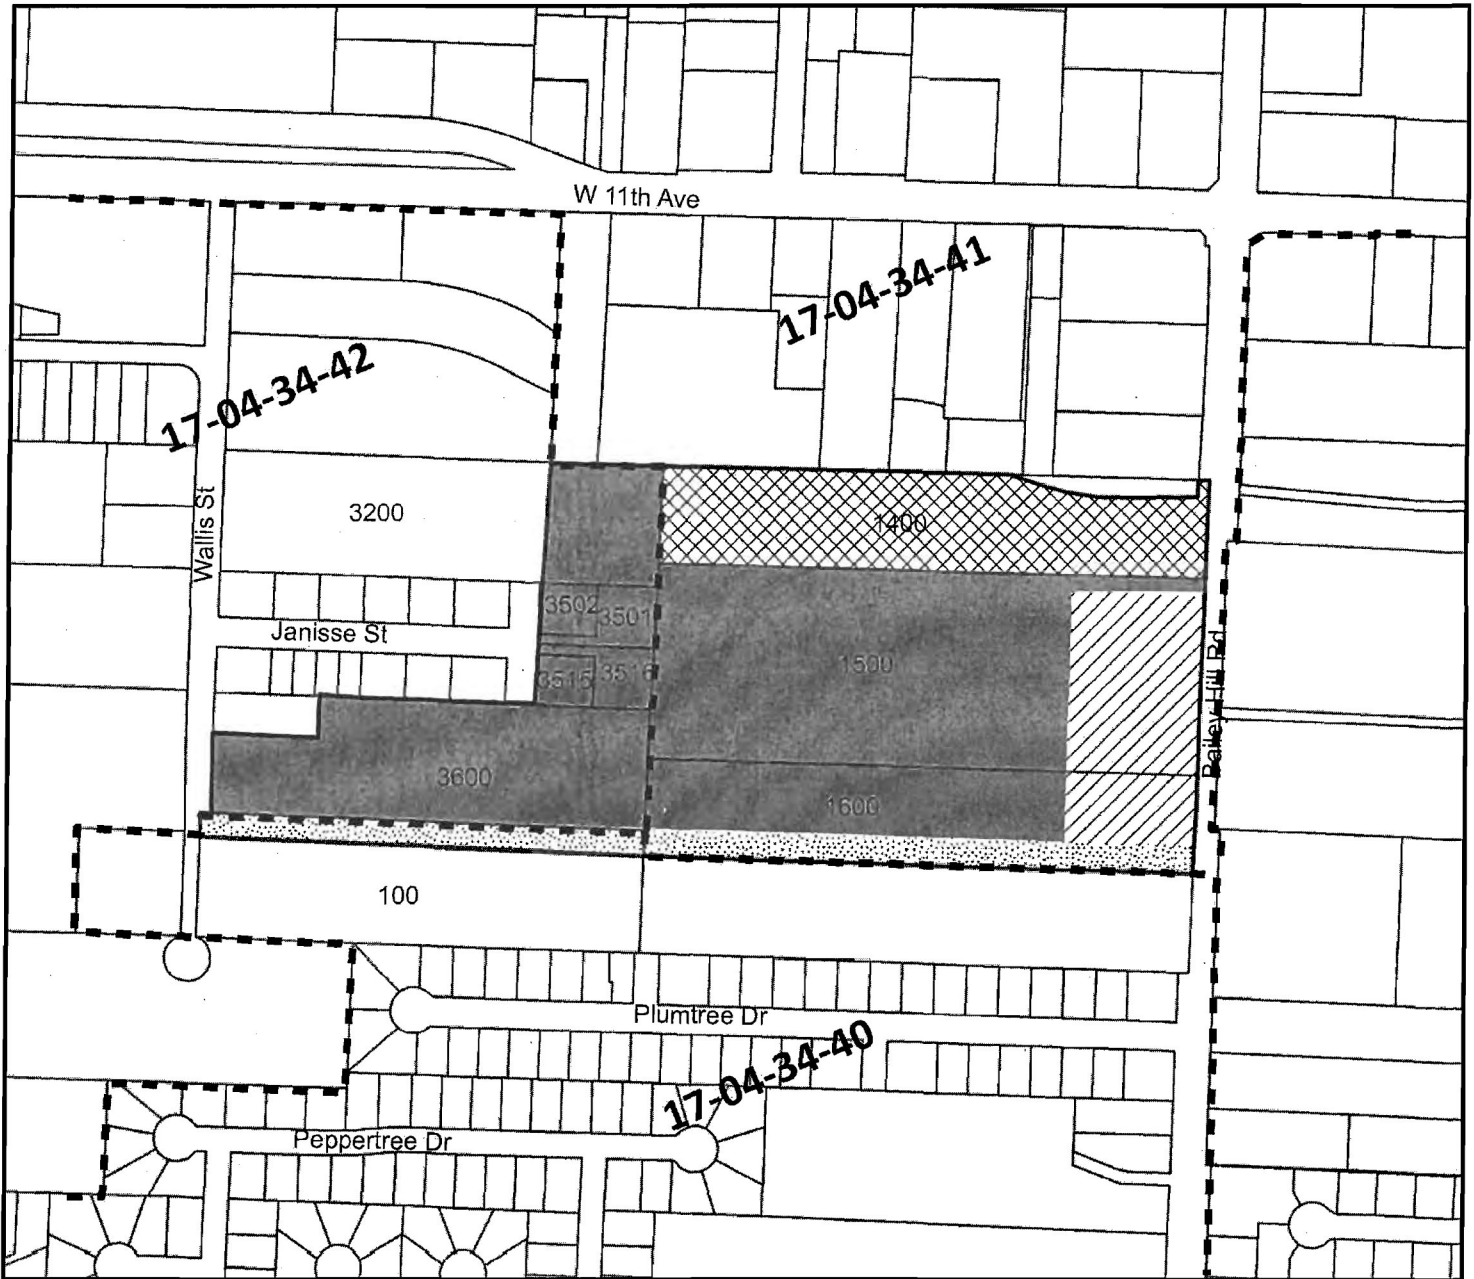 W 11th Ave
17-04-34-41
17-04-34-42
3200
1400
Wallis St
3502
3501
Janisse St
3515
3516
1500
Bailey Hill Rd
3600
1600
100
Plumtree Dr
17-04-34-40
Peppertree Dr